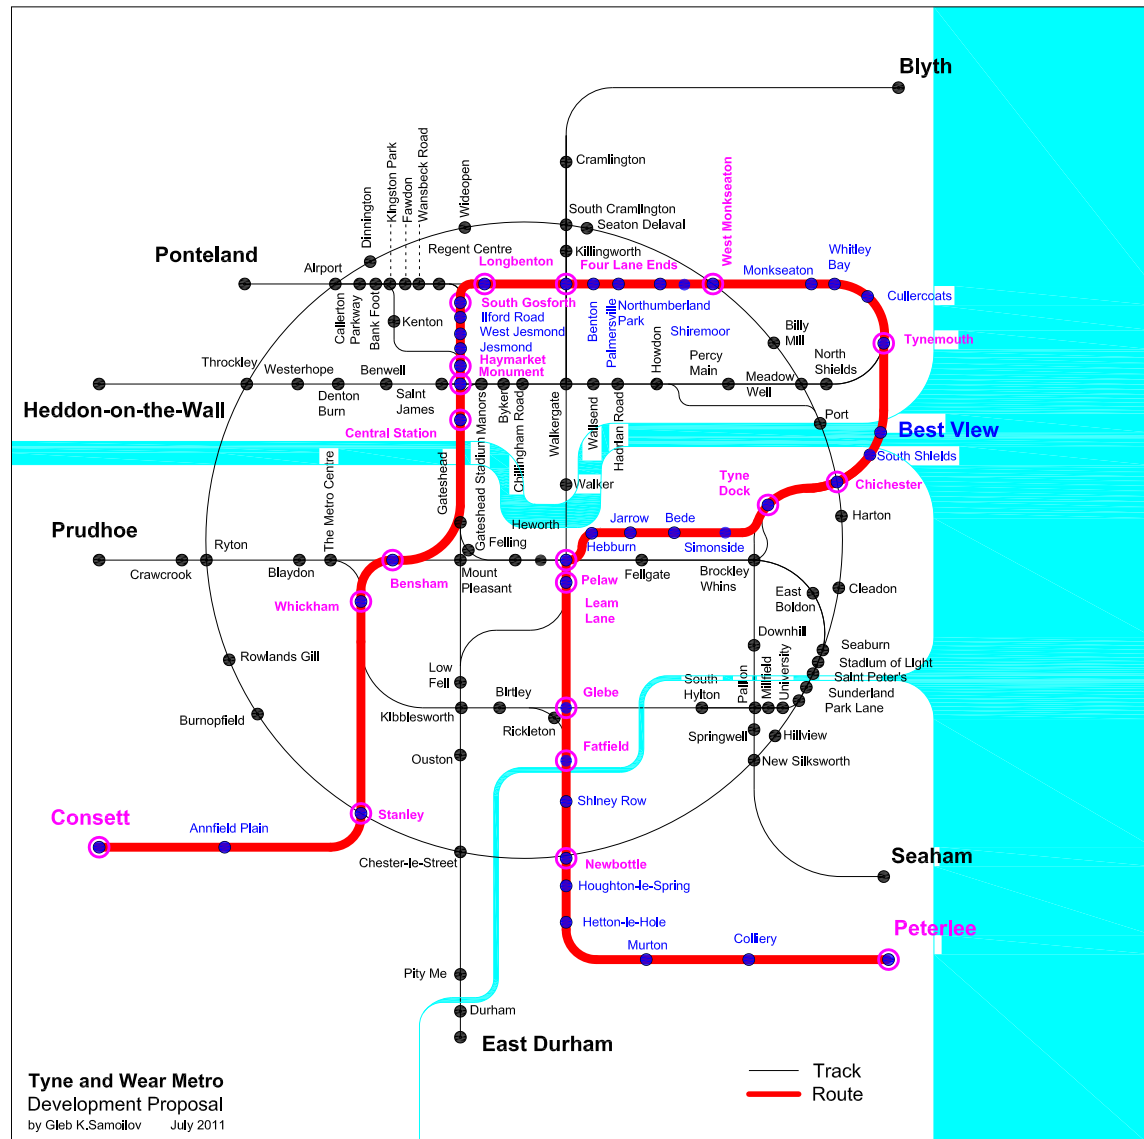 Blyth
Cramlington
South Cramlington
Seaton Delaval
Killingworth
West Monkseaton
Wideopen
Dinnington
Kingston Park
Fawdon
Wansbeck Road
Regent Centre
Ponteland
Airport
Longbenton
Four Lane Ends
Monkseaton
Whitley
Bay
Cullercoats
Callerton
Parkway
Bank Foot
Kenton
South Gosforth
Ilford Road
West Jesmond
Jesmond
Haymarket
Monument
Benton
Palmersville
Northumberland
Park
Shiremoor
Billy
Mill
Tynemouth
Throckley
Westerhope
Denton
Burn
Benwell
Saint
James
Manors
Byker
Chillingham Road
Walkergate
Wallsend
Hadrian Road
Howdon
Percy
Main
Meadow
Well
North
Shields
Heddon-on-the-Wall
Central Station
Port
Best View
South Shields
Gateshead
Gateshead Stadium
Walker
Tyne
Dock
Chichester
The Metro Centre
Prudhoe
Heworth
Felling
Jarrow
Bede
Hebburn
Simonside
Harton
Crawcrook
Ryton
Blaydon
Bensham
Mount
Pleasant
Pelaw
Fellgate
Brockley
Whins
Whickham
Leam
Lane
East
Boldon
Cleadon
Rowlands Gill
Low
Fell
Downhill
Seaburn
Stadium of Light
Saint Peter's
Sunderland
Park Lane
Burnopfield
Kibblesworth
Birtley
Rickleton
Glebe
South
Hylton
Pallion
Millfield
University
Springwell
Hillview
Ouston
Fatfield
New Silksworth
Consett
Annfield Plain
Stanley
Shiney Row
Chester-le-Street
Newbottle
Seaham
Houghton-le-Spring
Hetton-le-Hole
Peterlee
Murton
Colliery
Pity Me
Durham
East Durham
Tyne and Wear Metro
Development Proposal
by Gleb K.Samoilov July 2011
Track
Route